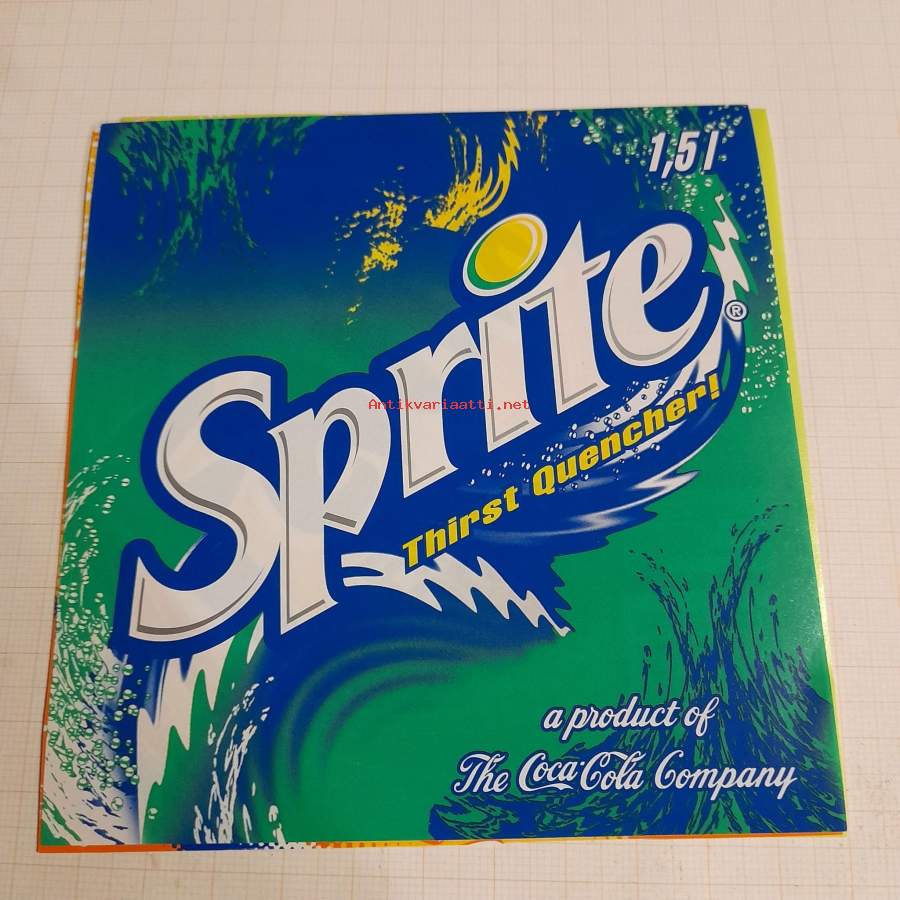 1,5 l
Sprite®
Antikvariaatti.net
Thirst Quencher!
a product of
The Coca-Cola Company